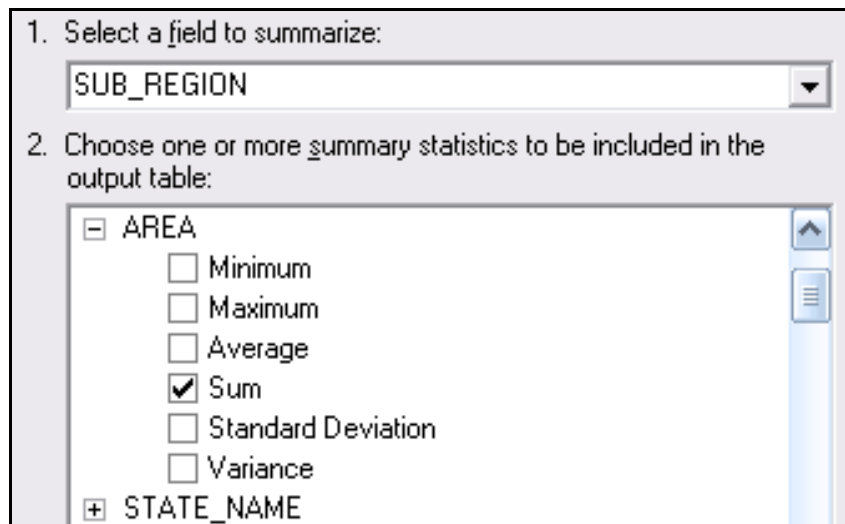 1. Select a field to summarize:
SUB_REGION
2. Choose one or more summary statistics to be included in the
output table:
AREA
Minimum
Maximum
Average
Sum
Standard Deviation
Variance
STATE_NAME